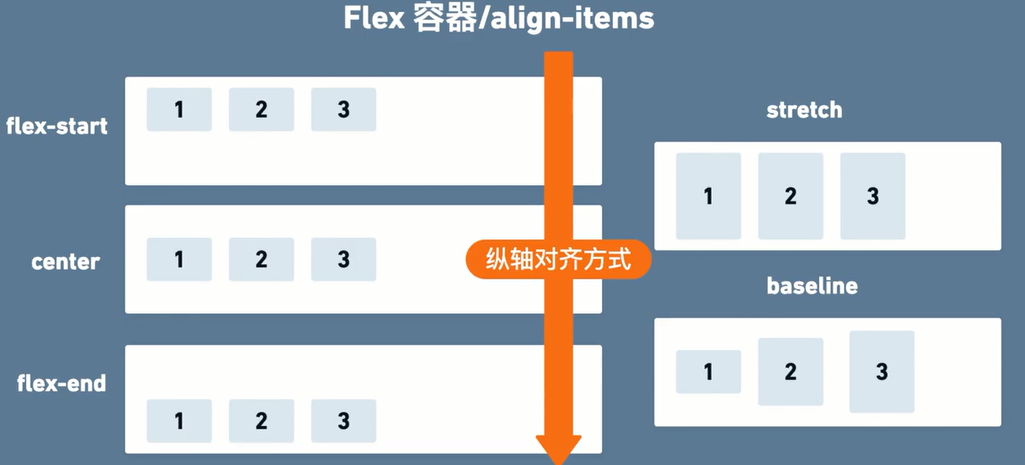 Flex 容器/align-items
flex-start
1 2 3
center
1 2 3
flex-end
1 2 3
纵轴对齐方式
stretch
1 2 3
baseline
1 2 3